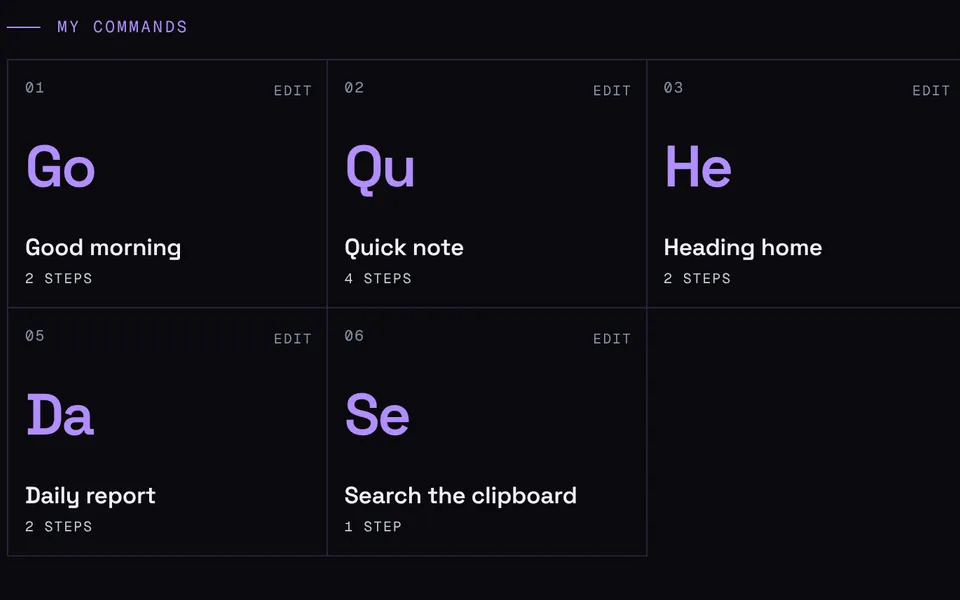 MY COMMANDS
01
EDIT
Go
Good morning
2 STEPS
02
EDIT
Qu
Quick note
4 STEPS
03
EDIT
He
Heading home
2 STEPS
05
EDIT
Da
Daily report
2 STEPS
06
EDIT
Se
Search the clipboard
1 STEP